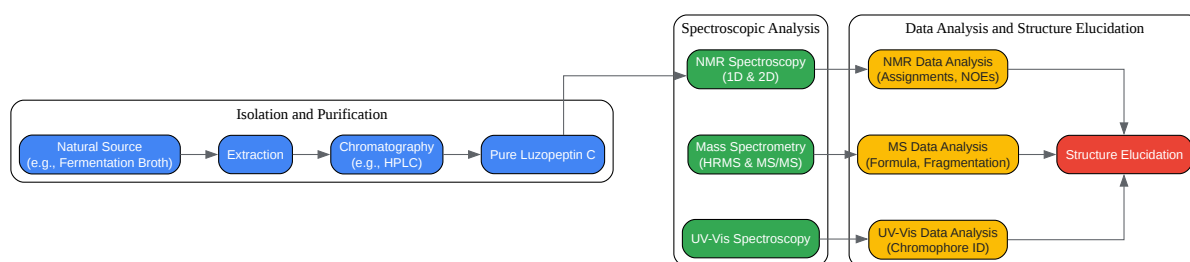 Isolation and Purification
Natural Source
(e.g., Fermentation Broth)
Extraction
Chromatography
(e.g., HPLC)
Pure Luzopeptin C
Spectroscopic Analysis
NMR Spectroscopy
(1D & 2D)
Mass Spectrometry
(HRMS & MS/MS)
UV-Vis Spectroscopy
Data Analysis and Structure Elucidation
NMR Data Analysis
(Assignments, NOEs)
MS Data Analysis
(Formula, Fragmentation)
UV-Vis Data Analysis
(Chromophore ID)
Structure Elucidation